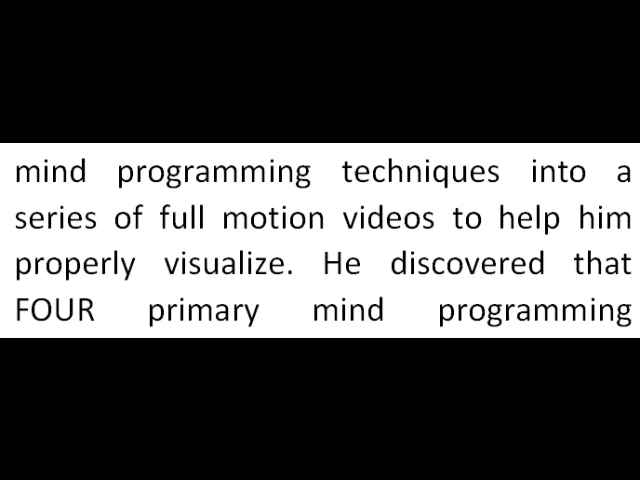 mind programming techniques into a
series of full motion videos to help him
properly visualize. He discovered that
FOUR primary mind programming